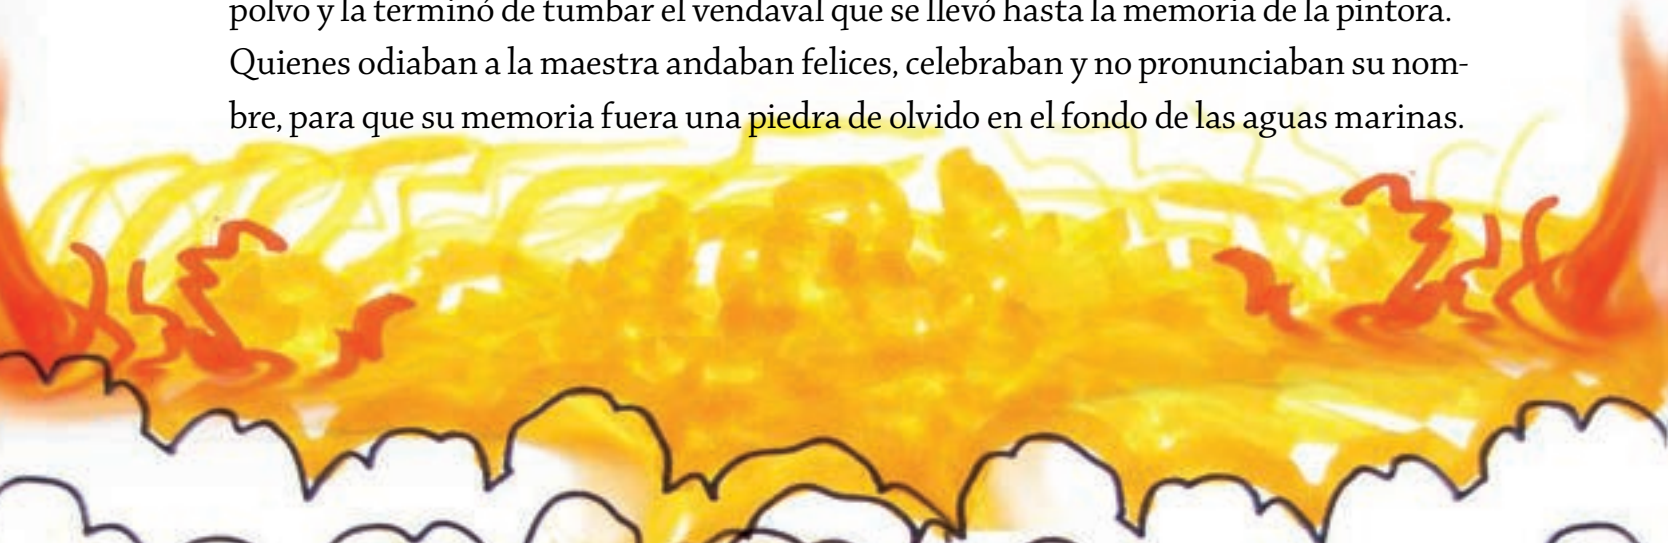 polvo y la terminó de tumbar el vendaval que se llevó hasta la memoria de la pintora.
Quienes odiaban a la maestra andaban felices, celebraban y no pronunciaban su nom-
bre, para que su memoria fuera una piedra de olvido en el fondo de las aguas marinas.